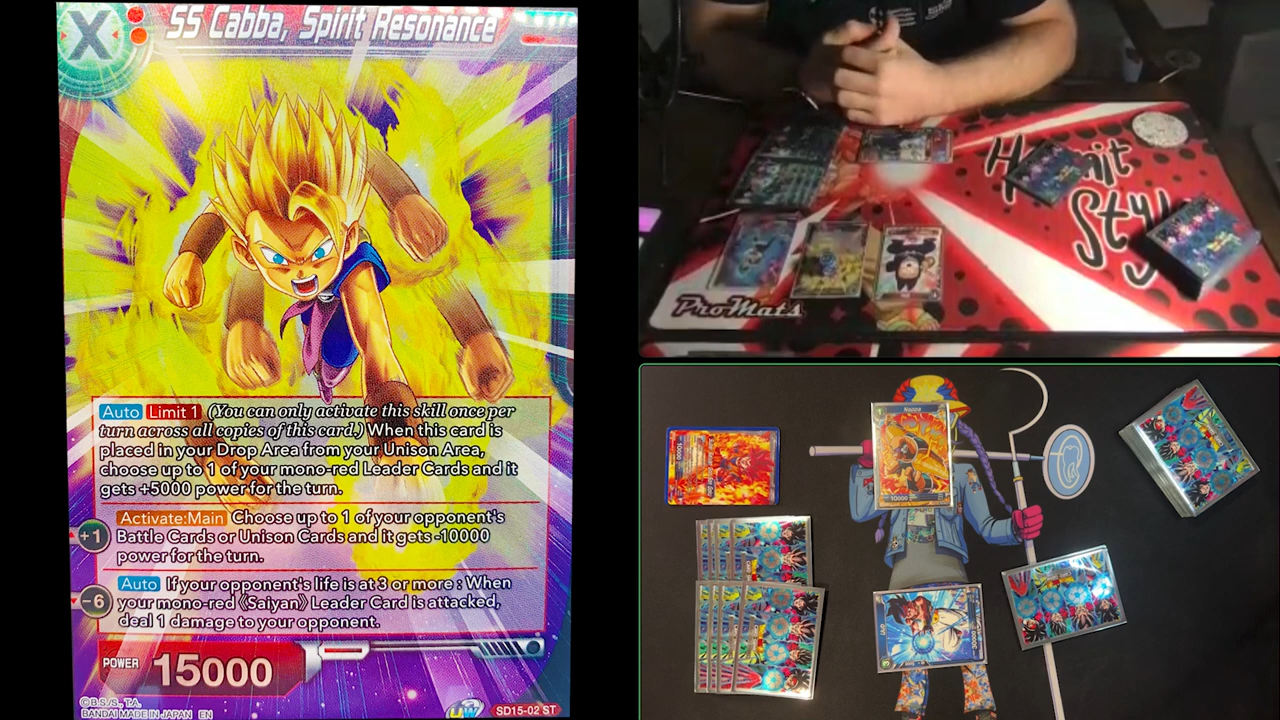 X
SS Cabba, Spirit Resonance
Auto Limit 1 (You can only activate this skill once per
turn across all copies of this card.) When this card is
placed in your Drop Area from your Unison Area,
choose up to 1 of your mono-red Leader Cards and it
gets +5000 power for the turn.
+1
Activate:Main Choose up to 1 of your opponent's
Battle Cards or Unison Cards and it gets -10000
power for the turn.
-6
Auto If your opponent's life is at 3 or more : When
your mono-red《Saiyan》Leader Card is attacked,
deal 1 damage to your opponent.
POWER 15000
©B.S./S., T.A.
BANDAI MADE IN JAPAN EN
UW
SD15-02 ST
Style
ProMats
Nappa
10000